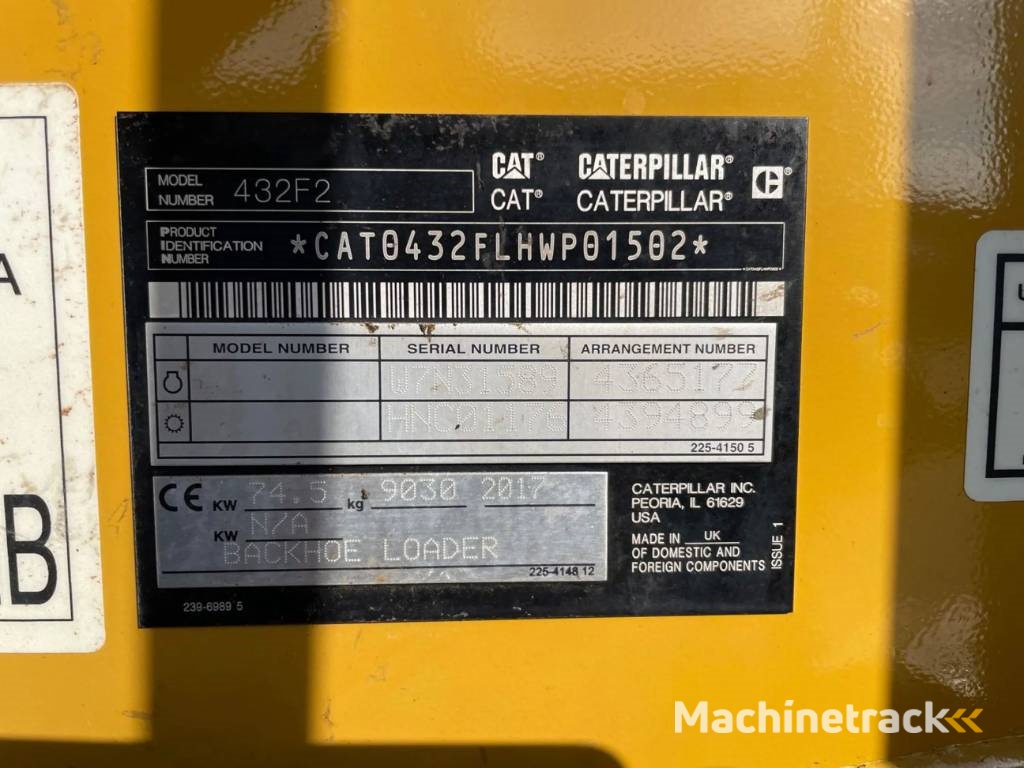 MODEL NUMBER 432F2
CAT® CATERPILLAR®
CAT® CATERPILLAR®
PRODUCT IDENTIFICATION NUMBER *CAT0432FLHWP01502*
MODEL NUMBER SERIAL NUMBER ARRANGEMENT NUMBER
W7N31589 4365177
HNC01176 4394899
225-4150 5
CE KW 74.5 kg 9030 2017
KW N/A
BACKHOE LOADER
225-4148 12
CATERPILLAR INC.
PEORIA, IL 61629
USA
MADE IN UK
OF DOMESTIC AND
FOREIGN COMPONENTS
ISSUE 1
239-6989 5
A
B
U
Machinetrack